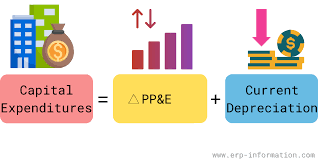 Capital
Expenditures
=
△ PP&E
+
Current
Depreciation
www.erp-information.com